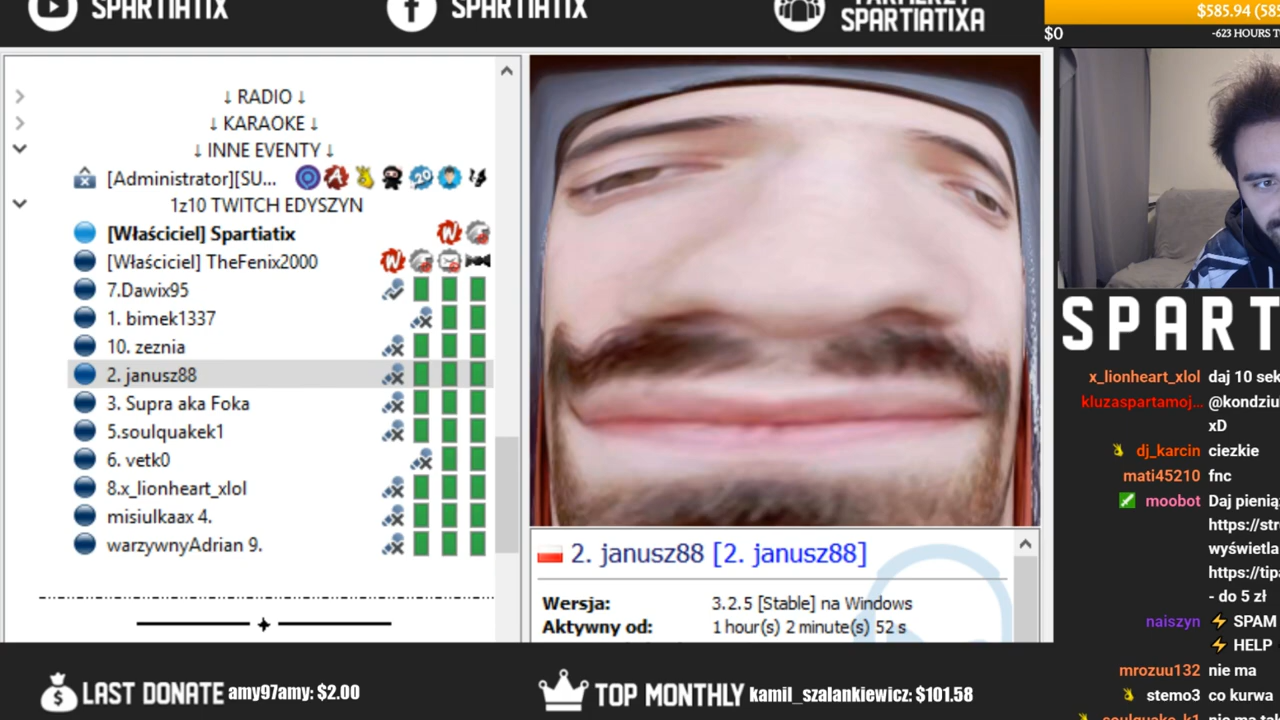 SPARTIATIX
SPARTIATIX
SPARTIATIXA
$585.94
$0
-623 HOURS
↓ RADIO ↓
↓ KARAOKE ↓
↓ INNE EVENTY ↓
[Administrator][SU...
1z10 TWITCH EDYSZYN
[Właściciel] Spartiatix
[Właściciel] TheFenix2000
7.Dawix95
1. bimek1337
10. zeznia
2. janusz88
3. Supra aka Foka
5.soulquakek1
6. vetk0
8.x_lionheart_xlol
misiulkaax 4.
warzywnyAdrian 9.
2. janusz88 [2. janusz88]
Wersja: 3.2.5 [Stable] na Windows
Aktywny od: 1 hour(s) 2 minute(s) 52 s
SPART
x_lionheart_xlol daj 10 sek
kluzaspartamoj... @kondziu
xD
dj_karcin ciezkie
mati45210 fnc
moobot Daj pienią
https://str
wyświetla
https://tip
- do 5 zł
naiszyn ⚡ SPAM
⚡ HELP
mrozuu132 nie ma
stemo3 co kurwa
LAST DONATE amy97amy: $2.00
TOP MONTHLY kamil_szalankiewicz: $101.58